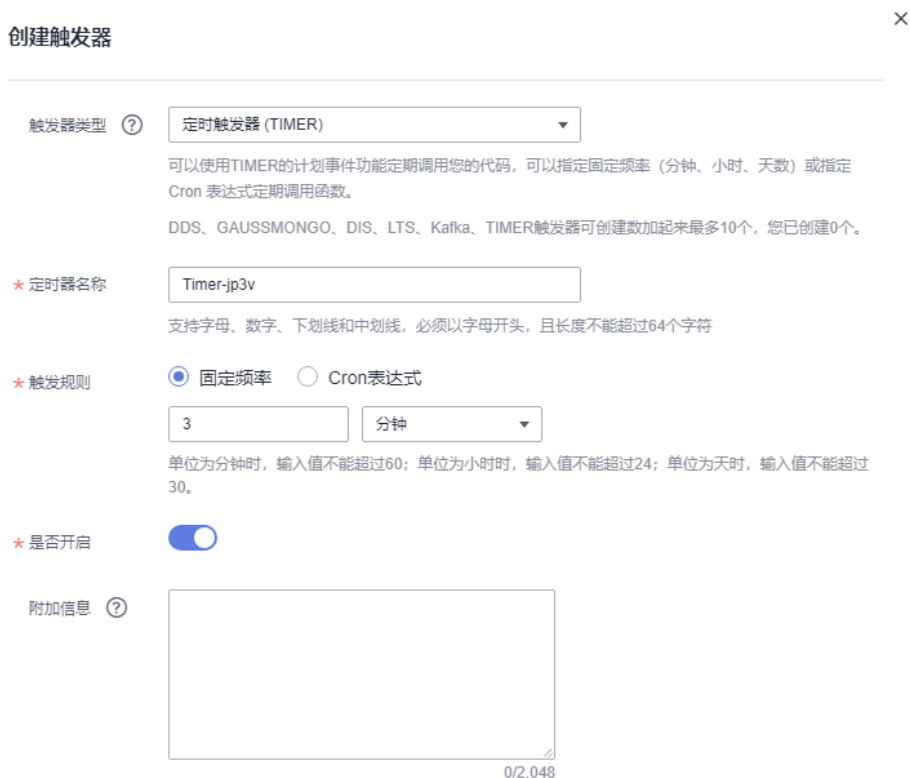 创建触发器
触发器类型
定时触发器 (TIMER)
可以使用TIMER的计划事件功能定期调用您的代码，可以指定固定频率（分钟、小时、天数）或指定
Cron 表达式定期调用函数。
DDS、GAUSSMONGO、DIS、LTS、Kafka、TIMER触发器可创建数加起来最多10个，您已创建0个。
* 定时器名称
Timer-jp3v
支持字母、数字、下划线和中划线，必须以字母开头，且长度不能超过64个字符
* 触发规则
固定频率 Cron表达式
3 分钟
单位为分钟时，输入值不能超过60；单位为小时时，输入值不能超过24；单位为天时，输入值不能超过
30。
* 是否开启
附加信息
0/2,048